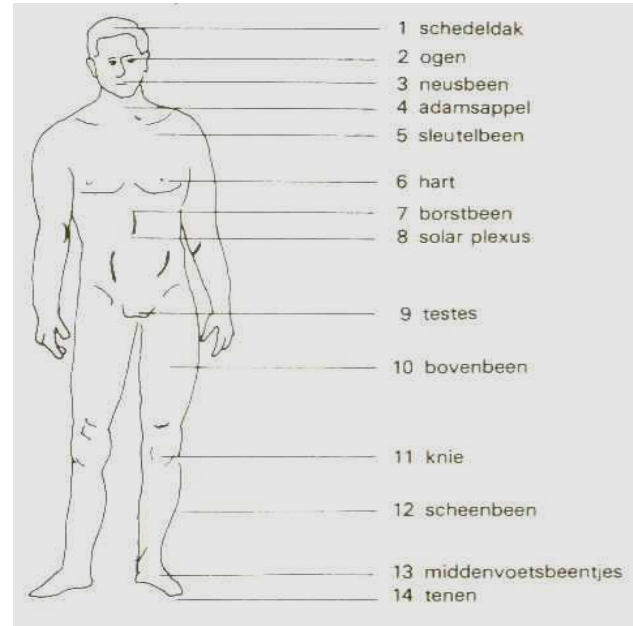 1 schedeldak
2 ogen
3 neusbeen
4 adamsappel
5 sleutelbeen
6 hart
7 borstbeen
8 solar plexus
9 testes
10 bovenbeen
11 knie
12 scheenbeen
13 middenvoetsbeentjes
14 tenen